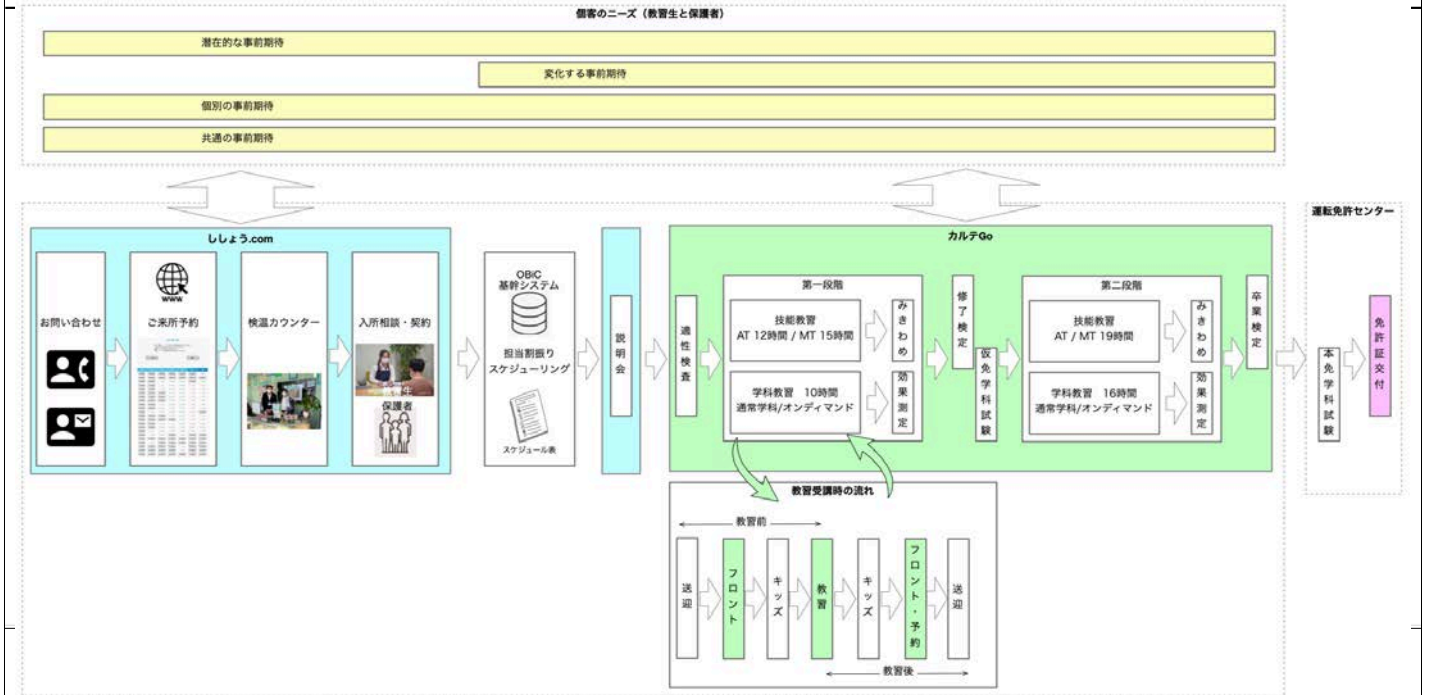 個客のニーズ（教習生と保護者）
潜在的な事前期待
変化する事前期待
個別の事前期待
共通の事前期待
ししょう.com
お問い合わせ
WWW
ご来所予約
検温カウンター
入所相談・契約
保護者
OBiC
基幹システム
担当割振り
スケジューリング
スケジュール表
説明会
カルテGo
適性検査
第一段階
技能教習
AT 12時間 / MT 15時間
みきわめ
学科教習 10時間
通常学科/オンディマンド
効果測定
修了検定
仮免学科試験
第二段階
技能教習
AT / MT 19時間
みきわめ
学科教習 16時間
通常学科/オンディマンド
効果測定
卒業検定
運転免許センター
本免学科試験
免許証交付
教習受講時の流れ
教習前
送迎
フロント
キッズ
教習
キッズ
フロント・予約
送迎
教習後